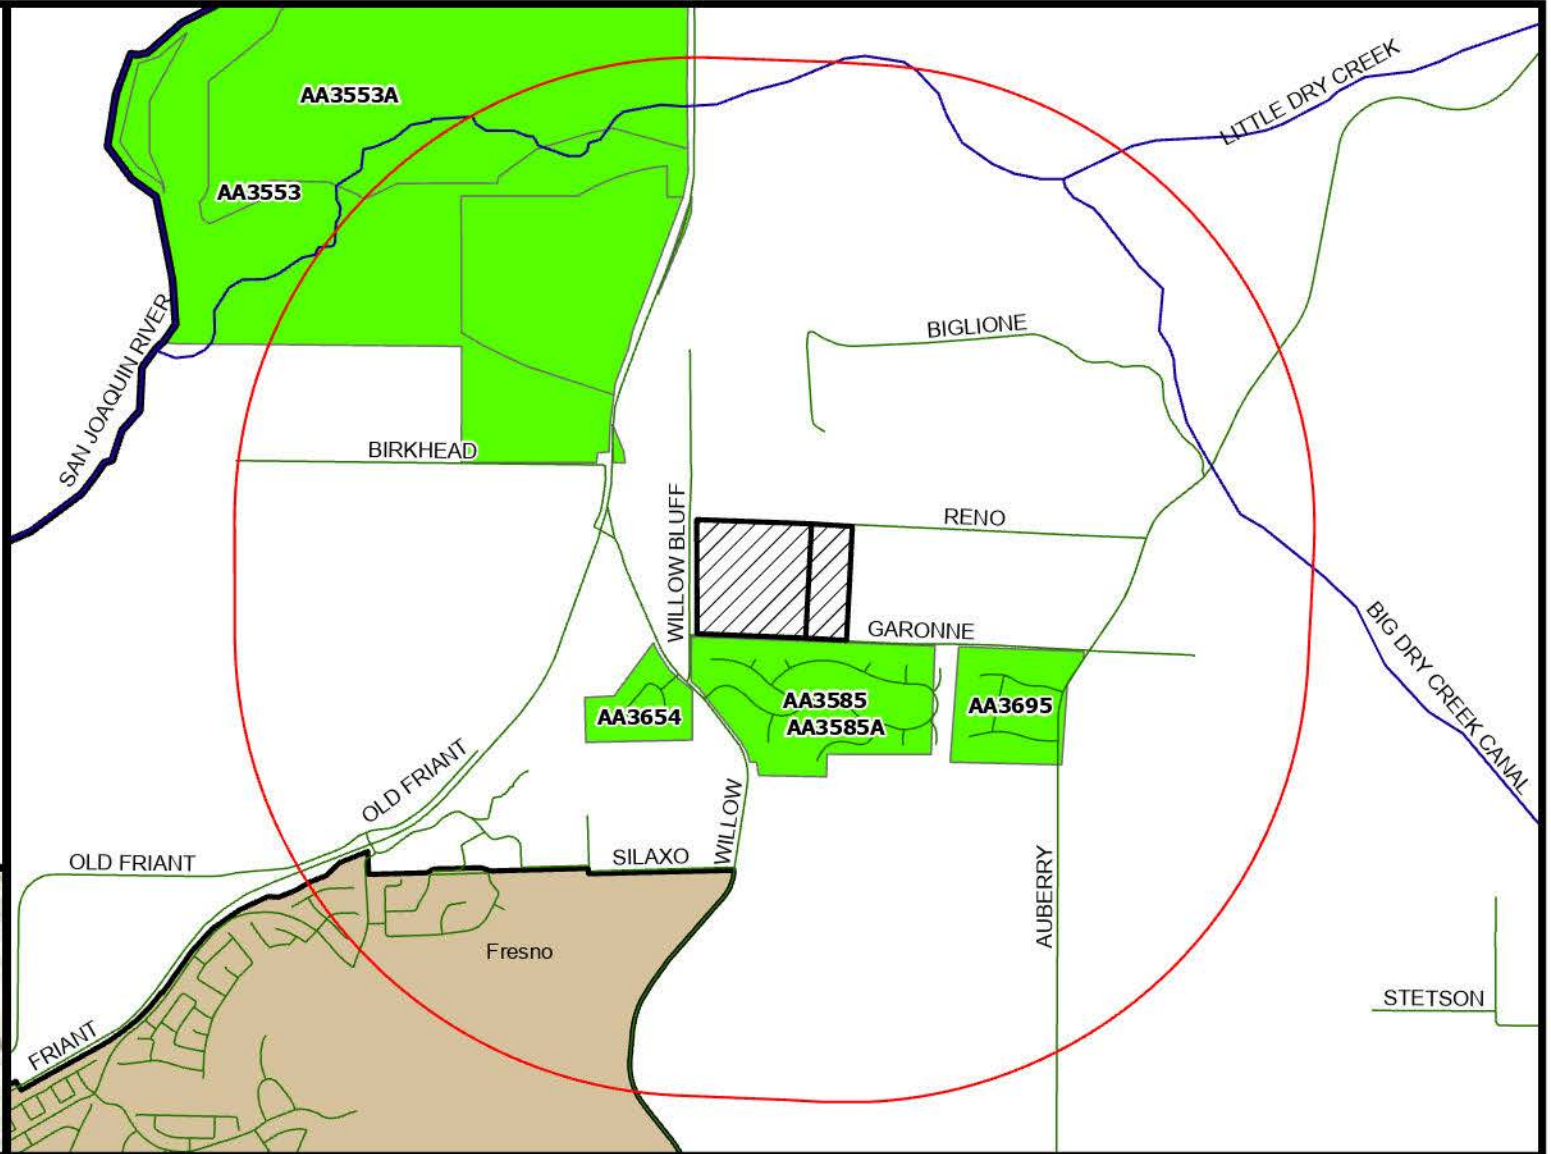 LITTLE DRY CREEK
AA3553A
AA3553
SAN JOAQUIN RIVER
BIGLIONE
BIRKHEAD
WILLOW BLUFF
RENO
GARONNE
BIG DRY CREEK CANAL
AA3585
AA3585A
AA3695
AA3654
OLD FRIANT
WILLOW
OLD FRIANT
SILAXO
AUBERRY
Fresno
STETSON
FRIANT